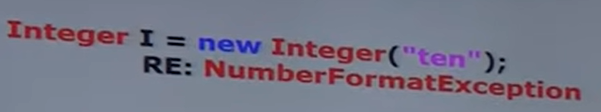 Integer I = new Integer("ten");
RE: NumberFormatException